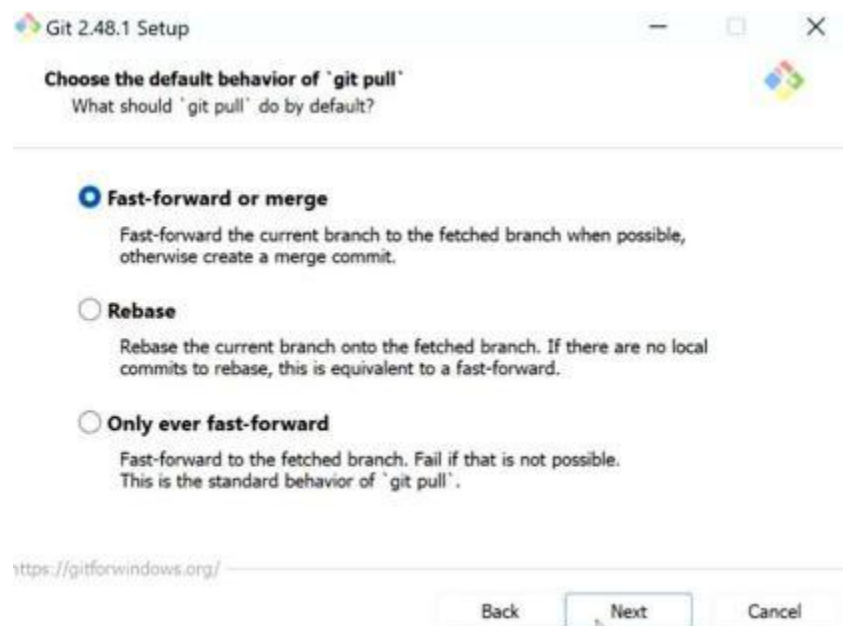 Git 2.48.1 Setup
Choose the default behavior of `git pull`
What should `git pull` do by default?
Fast-forward or merge
Fast-forward the current branch to the fetched branch when possible,
otherwise create a merge commit.
Rebase
Rebase the current branch onto the fetched branch. If there are no local
commits to rebase, this is equivalent to a fast-forward.
Only ever fast-forward
Fast-forward to the fetched branch. Fail if that is not possible.
This is the standard behavior of `git pull`.
https://gitforwindows.org/
Back Next Cancel